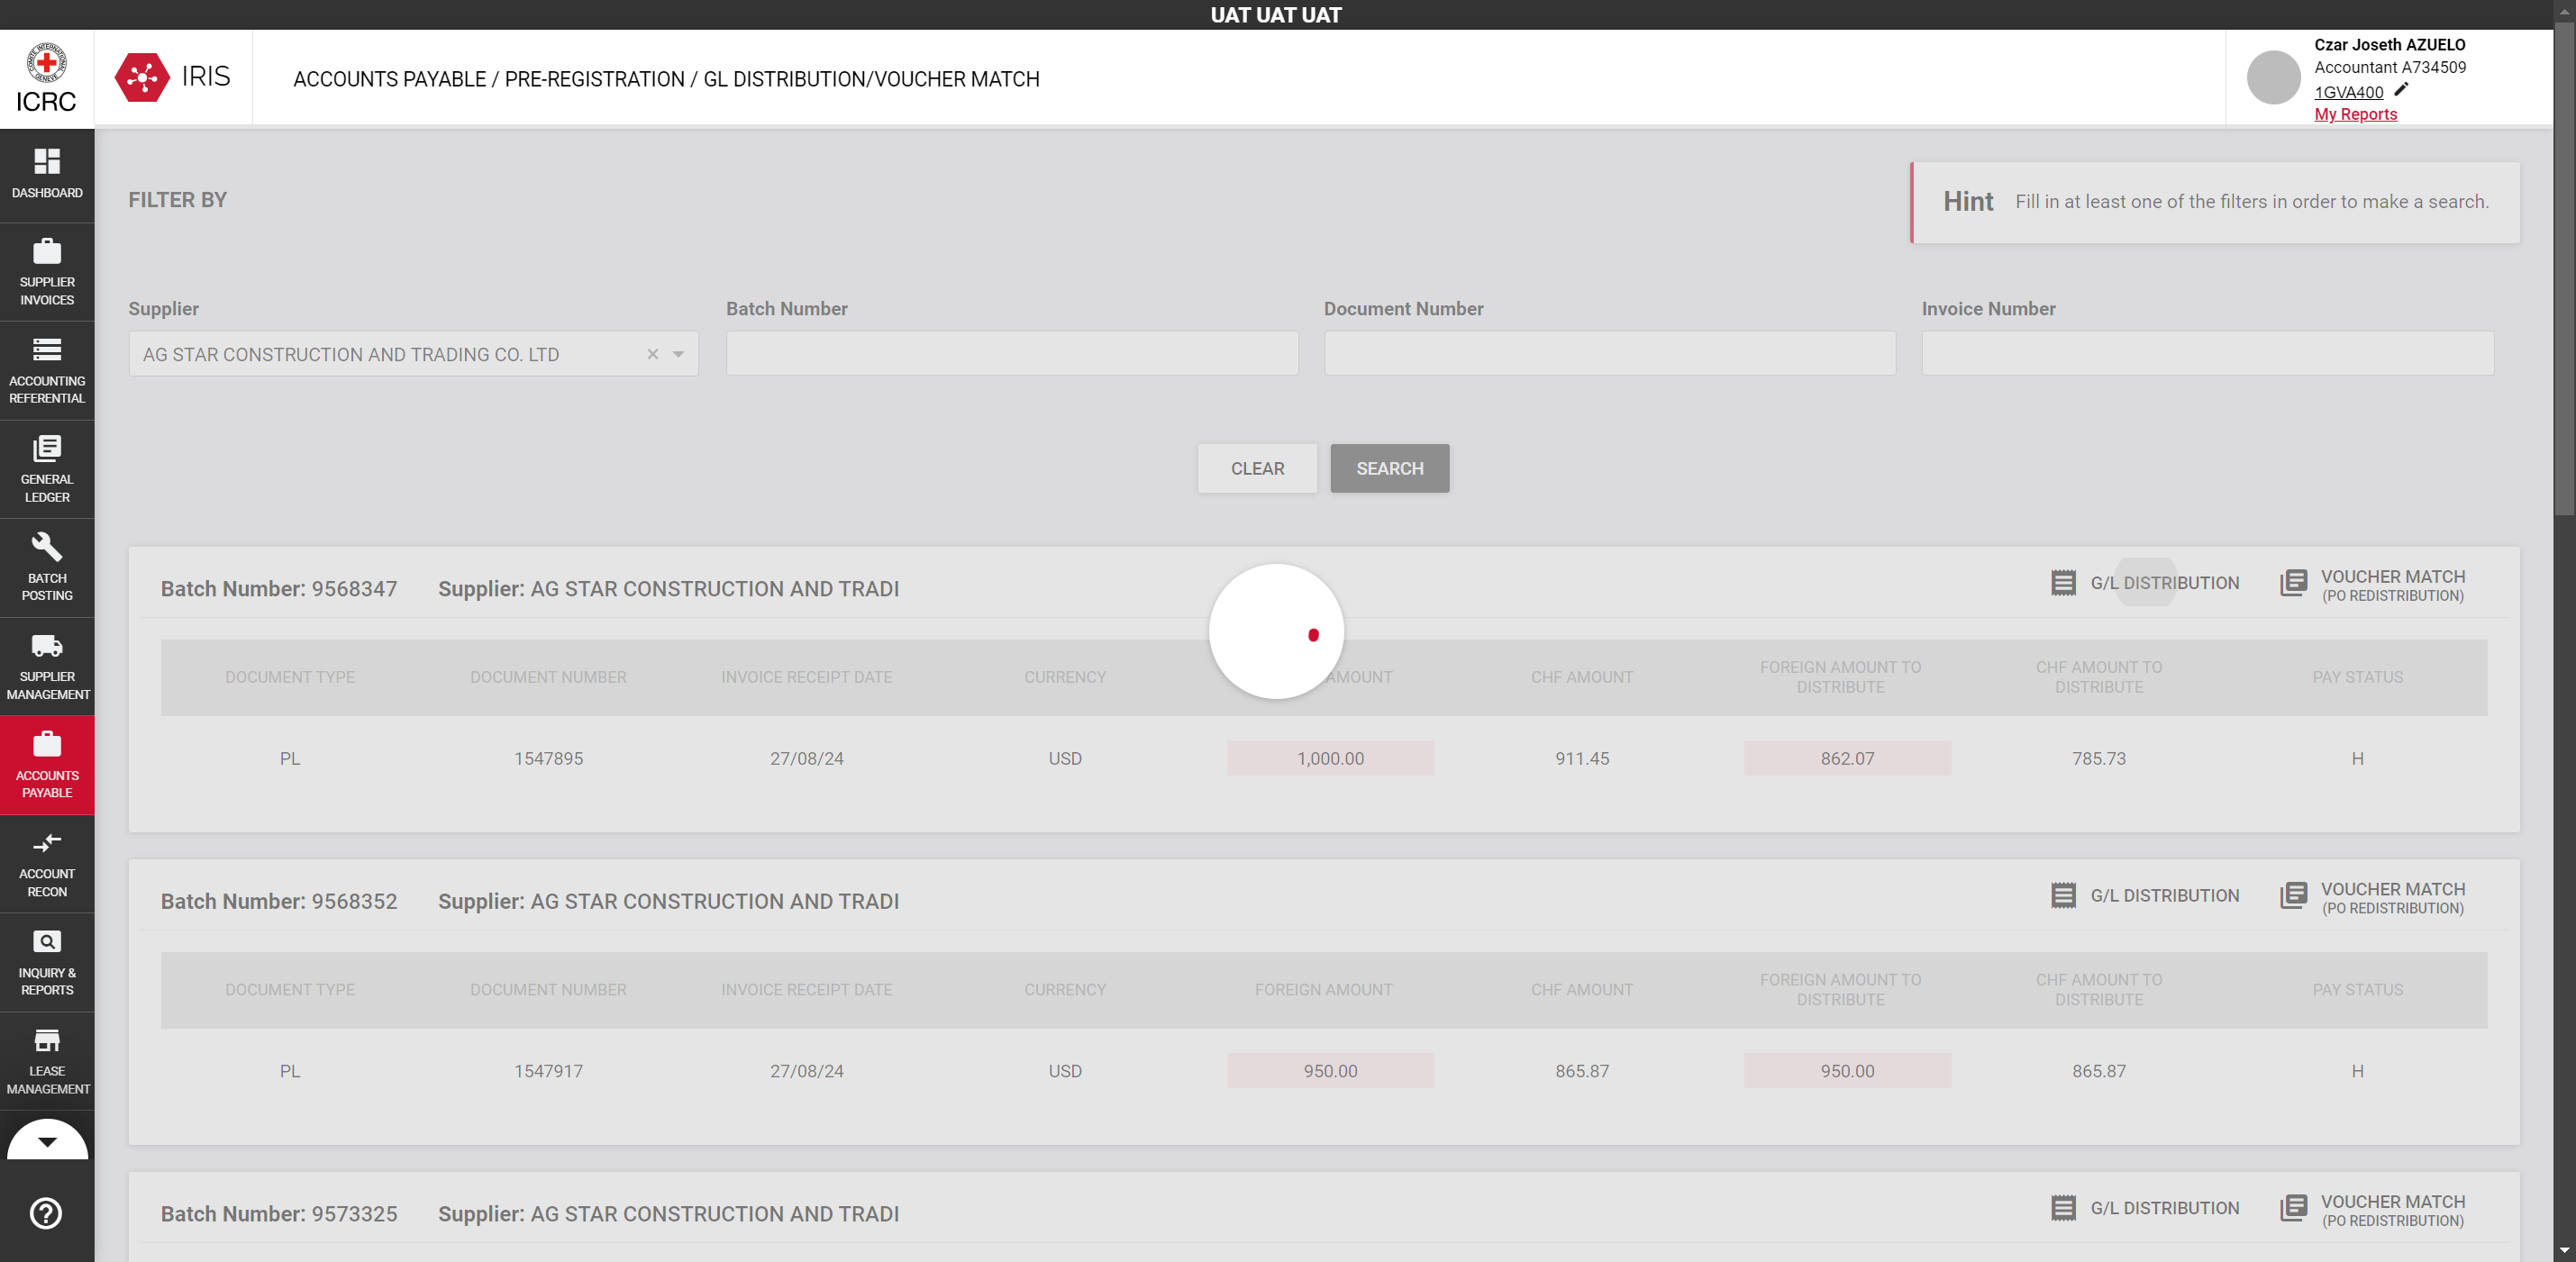 UAT UAT UAT
COMITE INTERNATIONAL GENEVE
ICRC
IRIS
ACCOUNTS PAYABLE / PRE-REGISTRATION / GL DISTRIBUTION/VOUCHER MATCH
Czar Joseth AZUELO
Accountant A734509
1GVA400
My Reports
DASHBOARD
SUPPLIER
INVOICES
ACCOUNTING
REFERENTIAL
GENERAL
LEDGER
BATCH
POSTING
SUPPLIER
MANAGEMENT
ACCOUNTS
PAYABLE
ACCOUNT
RECON
INQUIRY &
REPORTS
LEASE
MANAGEMENT
FILTER BY
Hint Fill in at least one of the filters in order to make a search.
Supplier Batch Number Document Number Invoice Number
AG STAR CONSTRUCTION AND TRADING CO. LTD
CLEAR SEARCH
Batch Number: 9568347 Supplier: AG STAR CONSTRUCTION AND TRADI G/L DISTRIBUTION VOUCHER MATCH
(PO REDISTRIBUTION)
DOCUMENT TYPE DOCUMENT NUMBER INVOICE RECEIPT DATE CURRENCY AMOUNT CHF AMOUNT FOREIGN AMOUNT TO CHF AMOUNT TO PAY STATUS
DISTRIBUTE DISTRIBUTE
PL 1547895 27/08/24 USD 1,000.00 911.45 862.07 785.73 H
Batch Number: 9568352 Supplier: AG STAR CONSTRUCTION AND TRADI G/L DISTRIBUTION VOUCHER MATCH
(PO REDISTRIBUTION)
DOCUMENT TYPE DOCUMENT NUMBER INVOICE RECEIPT DATE CURRENCY FOREIGN AMOUNT CHF AMOUNT FOREIGN AMOUNT TO CHF AMOUNT TO PAY STATUS
DISTRIBUTE DISTRIBUTE
PL 1547917 27/08/24 USD 950.00 865.87 950.00 865.87 H
Batch Number: 9573325 Supplier: AG STAR CONSTRUCTION AND TRADI G/L DISTRIBUTION VOUCHER MATCH
(PO REDISTRIBUTION)